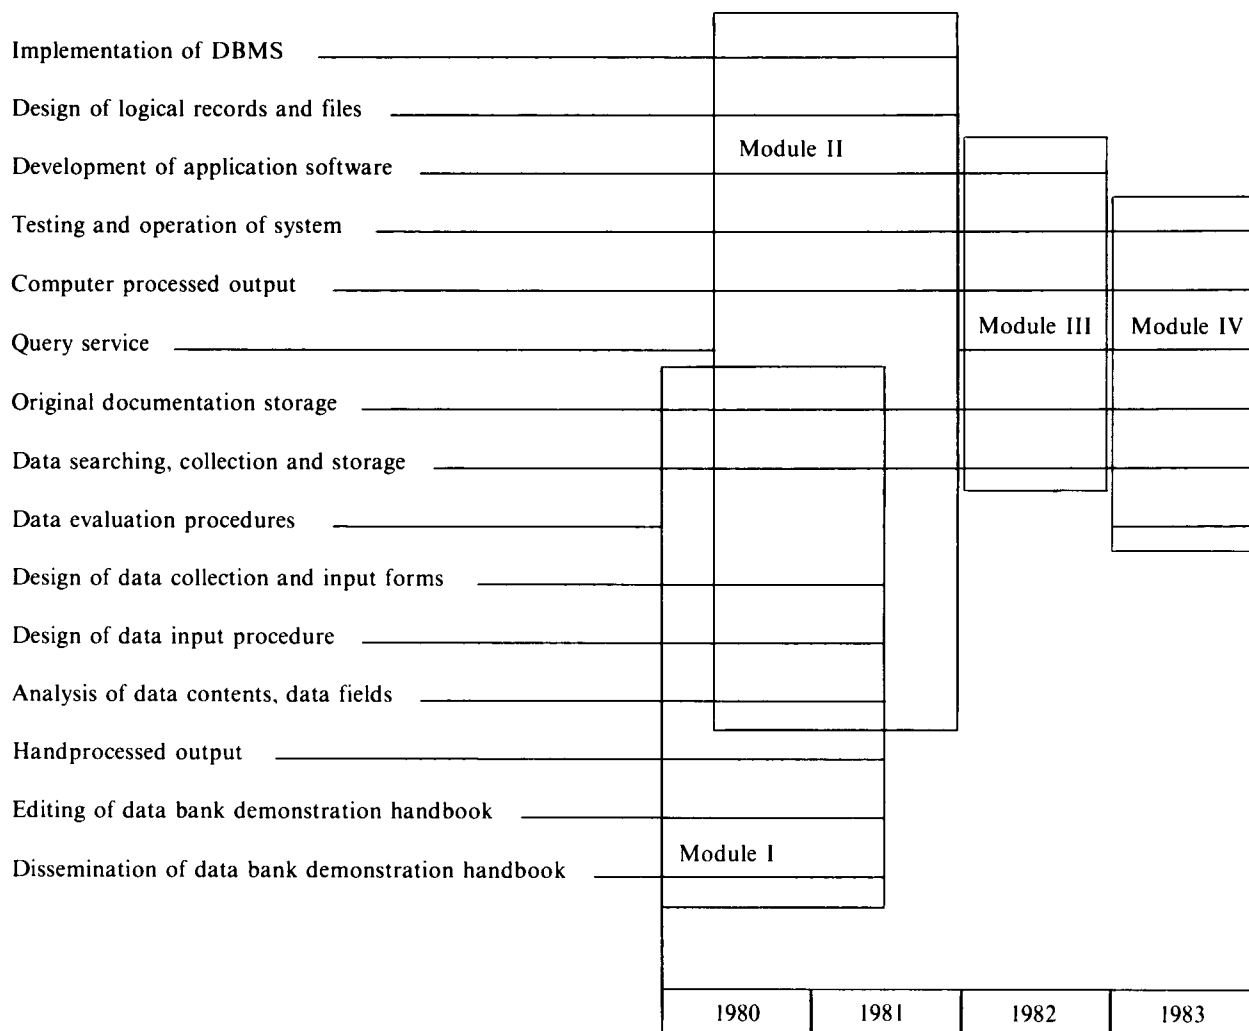 Implementation of DBMS
Design of logical records and files
Module II
Development of application software
Testing and operation of system
Computer processed output
Module III
Module IV
Query service
Original documentation storage
Data searching, collection and storage
Data evaluation procedures
Design of data collection and input forms
Design of data input procedure
Analysis of data contents, data fields
Handprocessed output
Editing of data bank demonstration handbook
Module I
Dissemination of data bank demonstration handbook
1980
1981
1982
1983